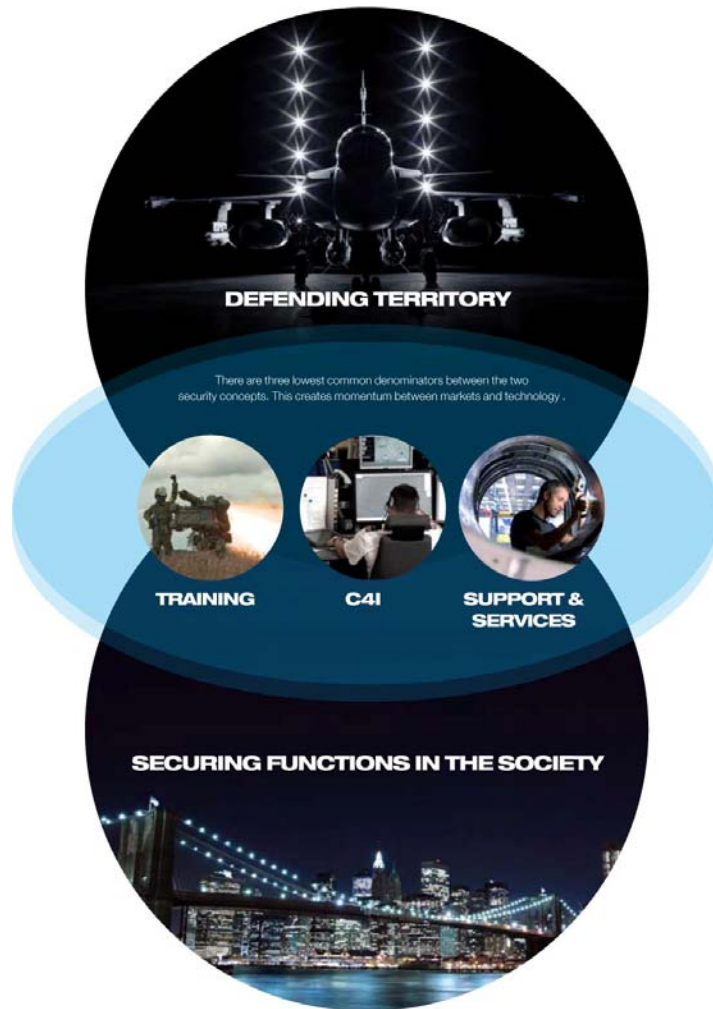 DEFENDING TERRITORY
There are three lowest common denominators between the two
security concepts. This creates momentum between markets and technology .
TRAINING
C4I
SUPPORT &
SERVICES
SECURING FUNCTIONS IN THE SOCIETY